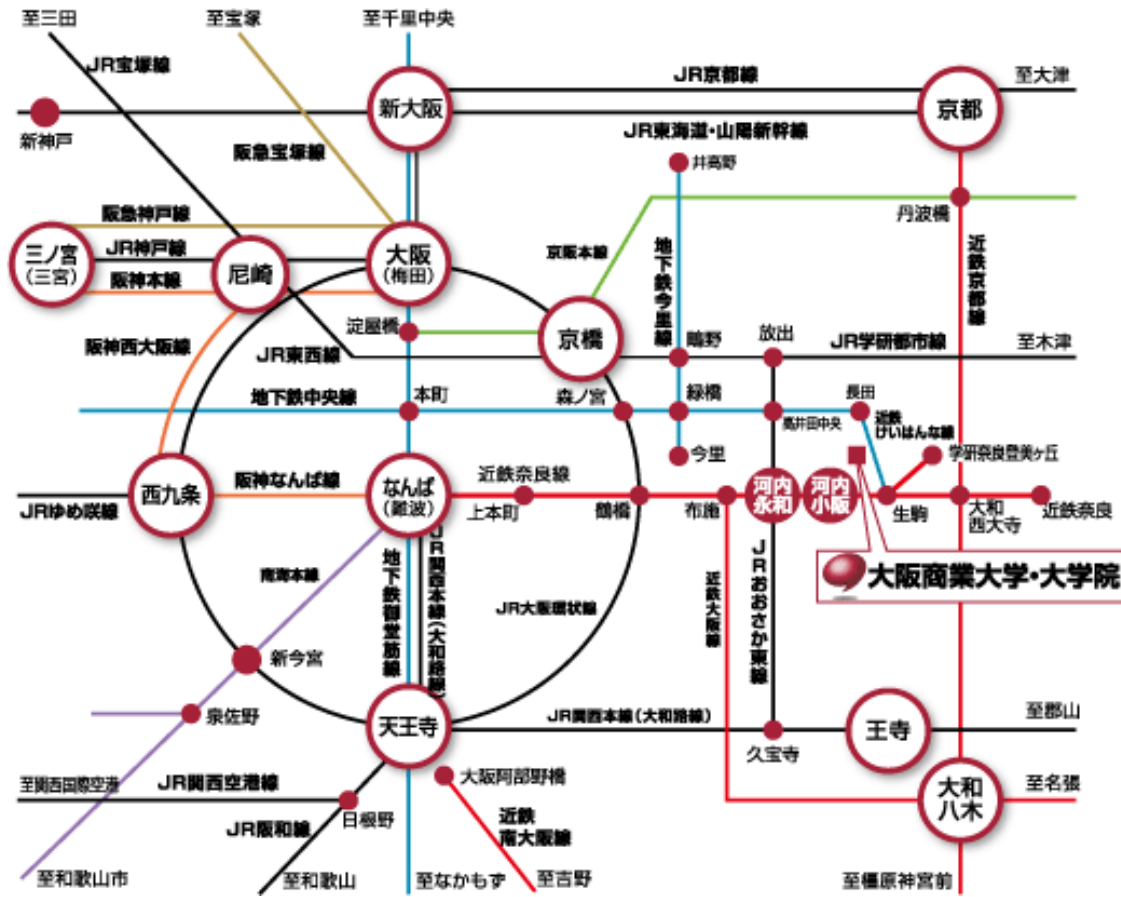 至三田
至宝塚
至千里中央
JR宝塚線
JR京都線
至大津
新大阪
京都
新神戸
JR東海道・山陽新幹線
阪急宝塚線
井高野
丹波橋
阪急神戸線
三ノ宮
(三宮)
JR神戸線
阪神本線
尼崎
大阪
(梅田)
京阪本線
地下鉄今里線
近鉄京都線
淀屋橋
京橋
阪神西大阪線
JR東西線
鴫野
放出
JR学研都市線
至木津
地下鉄中央線
本町
森ノ宮
緑橋
高井田中央
長田
近鉄
けいはんな線
今里
学研奈良登美ヶ丘
西九条
阪神なんば線
なんば
(難波)
近鉄奈良線
上本町
鶴橋
布施
河内
永和
河内
小阪
生駒
大和
西大寺
近鉄奈良
JRゆめ咲線
大阪商業大学・大学院
南海本線
地下鉄御堂筋線
JR関西本線(大和路線)
JR大阪環状線
近鉄大阪線
JRおおさか東線
新今宮
泉佐野
天王寺
JR関西本線(大和路線)
久宝寺
王寺
至郡山
至関西国際空港
JR関西空港線
日根野
大阪阿部野橋
近鉄
南大阪線
大和
八木
至名張
JR阪和線
至和歌山市
至和歌山
至なかもず
至吉野
至橿原神宮前